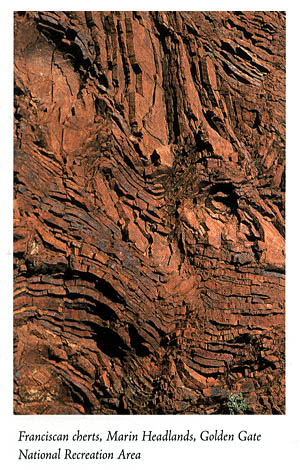 Franciscan cherts, Marin Headlands, Golden Gate
National Recreation Area